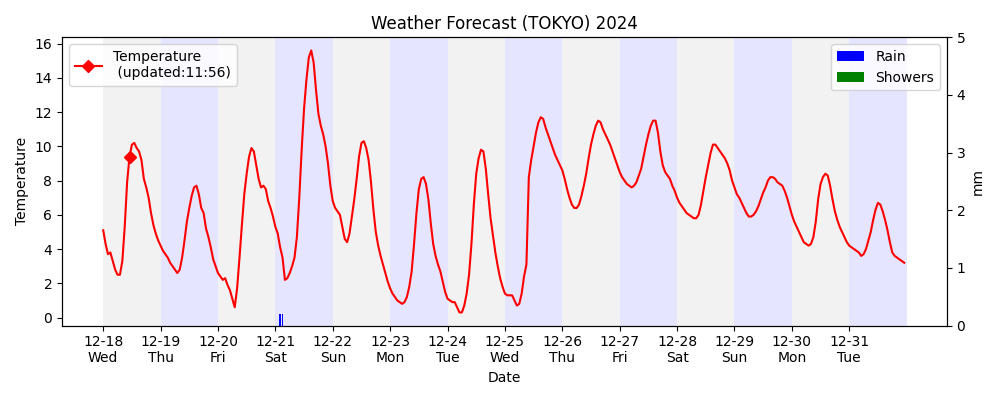 Weather Forecast (TOKYO) 2024
Temperature
(updated:11:56)
Rain
Showers
Temperature
16
14
12
10
8
6
4
2
0
5
4
3
2
1
0
mm
12-18 12-19 12-20 12-21 12-22 12-23 12-24 12-25 12-26 12-27 12-28 12-29 12-30 12-31
Wed Thu Fri Sat Sun Mon Tue Wed Thu Fri Sat Sun Mon Tue
Date